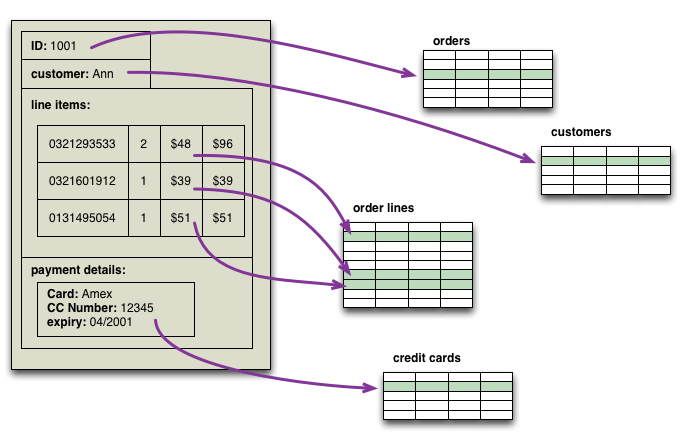 ID: 1001
customer: Ann
line items:
0321293533 2 $48 $96
0321601912 1 $39 $39
0131495054 1 $51 $51
payment details:
Card: Amex
CC Number: 12345
expiry: 04/2001
orders
customers
order lines
credit cards